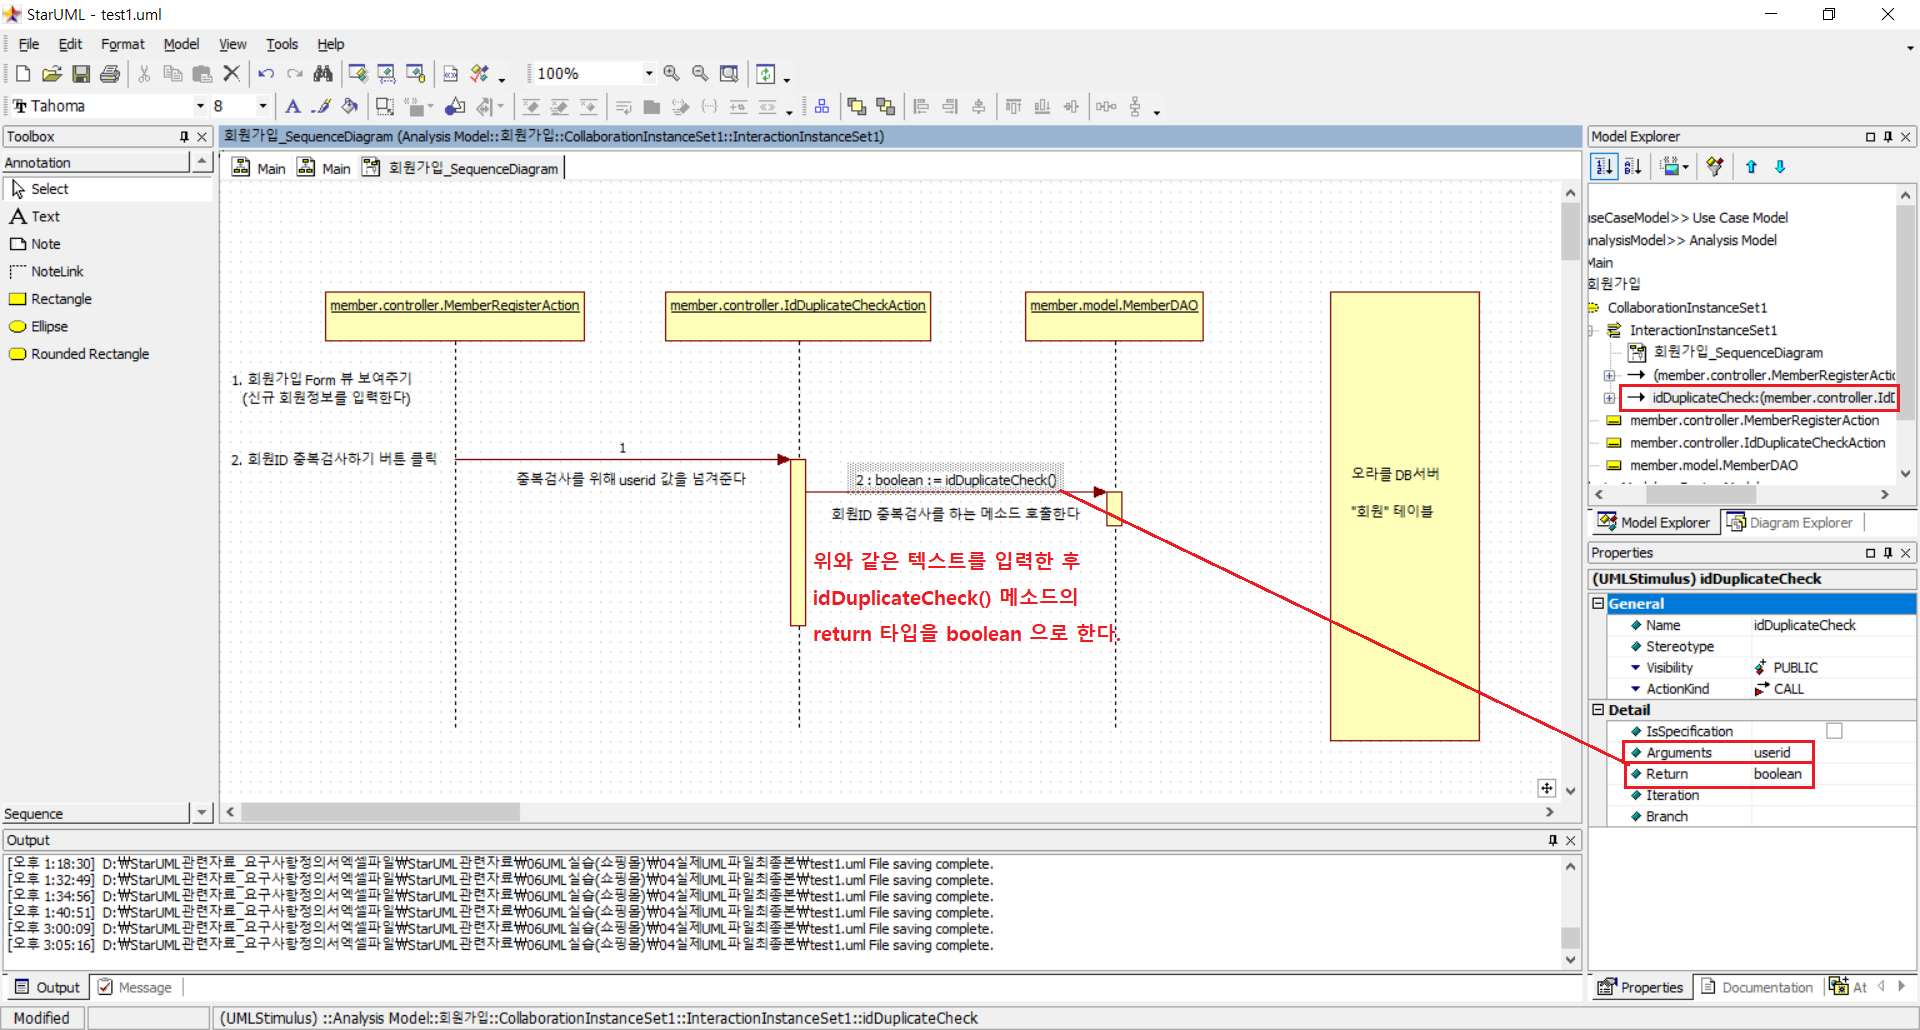 StarUML - test1.uml
File Edit Format Model View Tools Help
100%
Tahoma 8
Toolbox
Annotation
Select
Text
Note
NoteLink
Rectangle
Ellipse
Rounded Rectangle
Sequence
회원가입_SequenceDiagram (Analysis Model::회원가입::CollaborationInstanceSet1::InteractionInstanceSet1)
Main Main 회원가입_SequenceDiagram
member.controller.MemberRegisterAction
member.controller.IdDuplicateCheckAction
member.model.MemberDAO
1. 회원가입 Form 뷰 보여주기
(신규 회원정보를 입력한다)
2. 회원ID 중복검사하기 버튼 클릭
1
중복검사를 위해 userid 값을 넘겨준다
2 : boolean := idDuplicateCheck()
회원ID 중복검사를 하는 메소드 호출한다
위와 같은 텍스트를 입력한 후
idDuplicateCheck() 메소드의
return 타입을 boolean 으로 한다.
오라클 DB서버
"회원" 테이블
Model Explorer
useCaseModel>> Use Case Model
analysisModel>> Analysis Model
Main
회원가입
CollaborationInstanceSet1
InteractionInstanceSet1
회원가입_SequenceDiagram
(member.controller.MemberRegisterActic
idDuplicateCheck:(member.controller.IdD
member.controller.MemberRegisterAction
member.controller.IdDuplicateCheckAction
member.model.MemberDAO
Model Explorer Diagram Explorer
Properties
(UMLStimulus) idDuplicateCheck
General
Name idDuplicateCheck
Stereotype
Visibility PUBLIC
ActionKind CALL
Detail
IsSpecification
Arguments userid
Return boolean
Iteration
Branch
Properties Documentation At
Output
[오후 1:18:30] D:₩StarUML관련자료_요구사항정의서엑셀파일₩StarUML관련자료₩06UML실습(쇼핑몰)₩04실제UML파일최종본₩test1.uml File saving complete.
[오후 1:32:49] D:₩StarUML관련자료_요구사항정의서엑셀파일₩StarUML관련자료₩06UML실습(쇼핑몰)₩04실제UML파일최종본₩test1.uml File saving complete.
[오후 1:34:56] D:₩StarUML관련자료_요구사항정의서엑셀파일₩StarUML관련자료₩06UML실습(쇼핑몰)₩04실제UML파일최종본₩test1.uml File saving complete.
[오후 1:40:51] D:₩StarUML관련자료_요구사항정의서엑셀파일₩StarUML관련자료₩06UML실습(쇼핑몰)₩04실제UML파일최종본₩test1.uml File saving complete.
[오후 3:00:09] D:₩StarUML관련자료_요구사항정의서엑셀파일₩StarUML관련자료₩06UML실습(쇼핑몰)₩04실제UML파일최종본₩test1.uml File saving complete.
[오후 3:05:16] D:₩StarUML관련자료_요구사항정의서엑셀파일₩StarUML관련자료₩06UML실습(쇼핑몰)₩04실제UML파일최종본₩test1.uml File saving complete.
Output Message
Modified
(UMLStimulus) ::Analysis Model::회원가입::CollaborationInstanceSet1::InteractionInstanceSet1::idDuplicateCheck